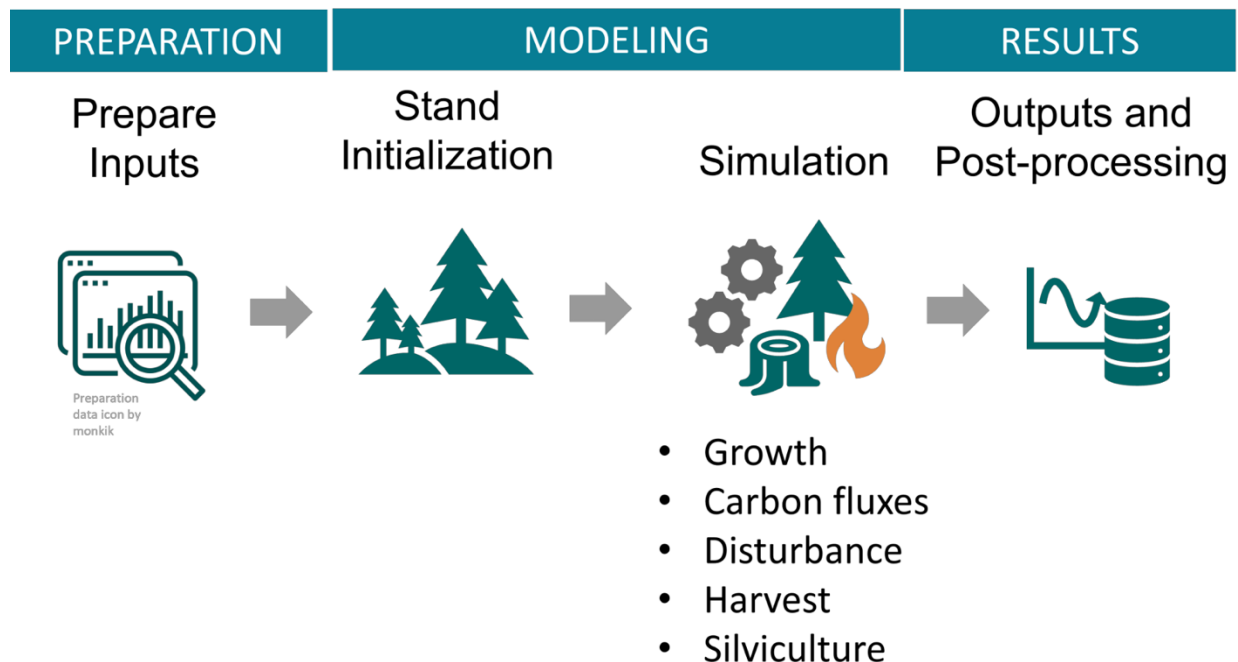 PREPARATION
MODELING
RESULTS
Prepare
Inputs
Stand
Initialization
Simulation
Outputs and
Post-processing
Preparation
data icon by
monkik
• Growth
• Carbon fluxes
• Disturbance
• Harvest
• Silviculture